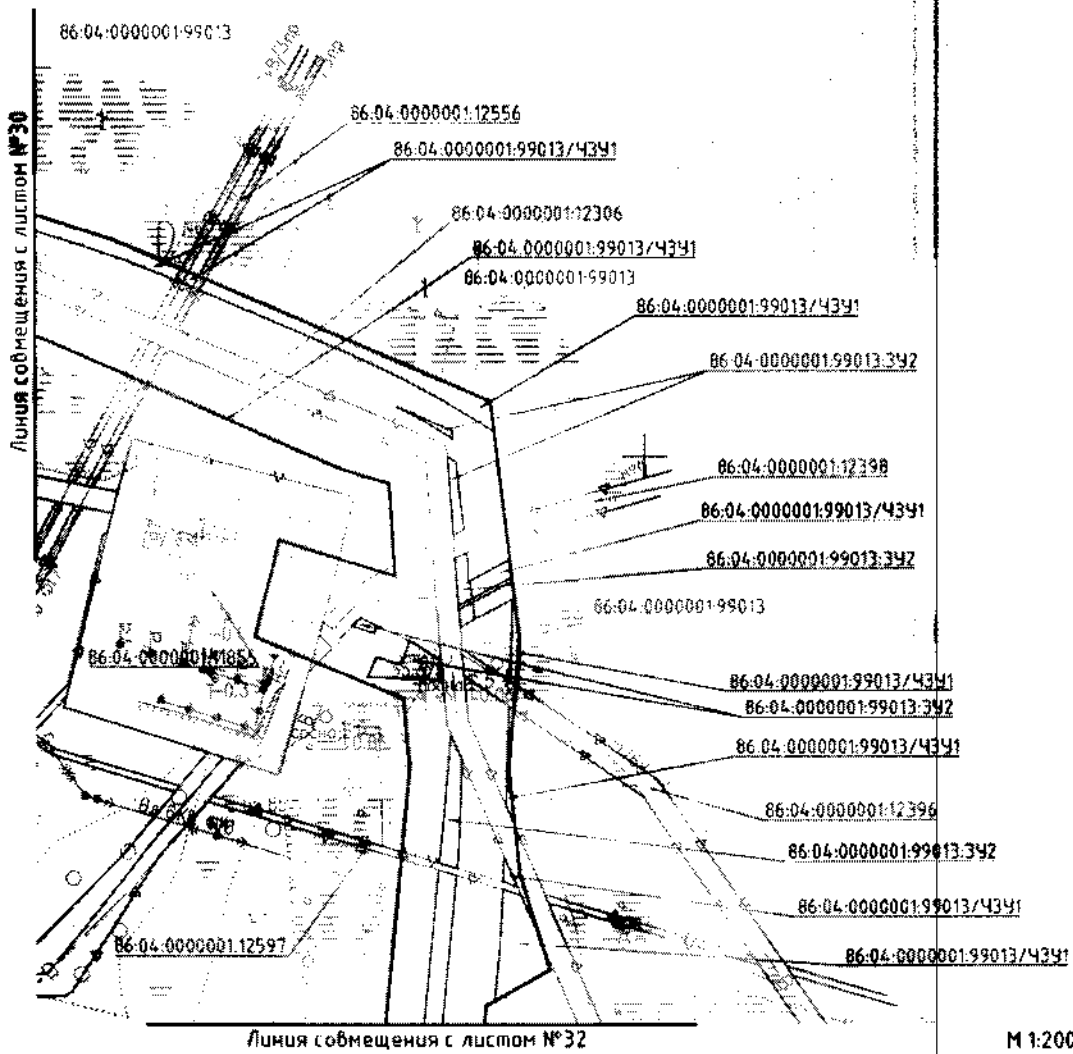 86:04:0000001:99013
Линия совмещения с листом №30
86:04:0000001:12556
86:04:0000001:99013/ЧЗУ1
86:04:0000001:12306
86:04:0000001:99013/ЧЗУ1
86:04:0000001:99013
86:04:0000001:99013/ЧЗУ1
86:04:0000001:99013:ЗУ2
86:04:0000001:12398
86:04:0000001:99013/ЧЗУ1
86:04:0000001:99013:ЗУ2
86:04:0000001:99013
86:04:0000001:11855
86:04:0000001:99013/ЧЗУ1
86:04:0000001:99013:ЗУ2
86:04:0000001:99013/ЧЗУ1
86:04:0000001:12396
86:04:0000001:99013:ЗУ2
86:04:0000001:99013/ЧЗУ1
86:04:0000001:12597
86:04:0000001:99013/ЧЗУ1
Линия совмещения с листом №32
М 1:200